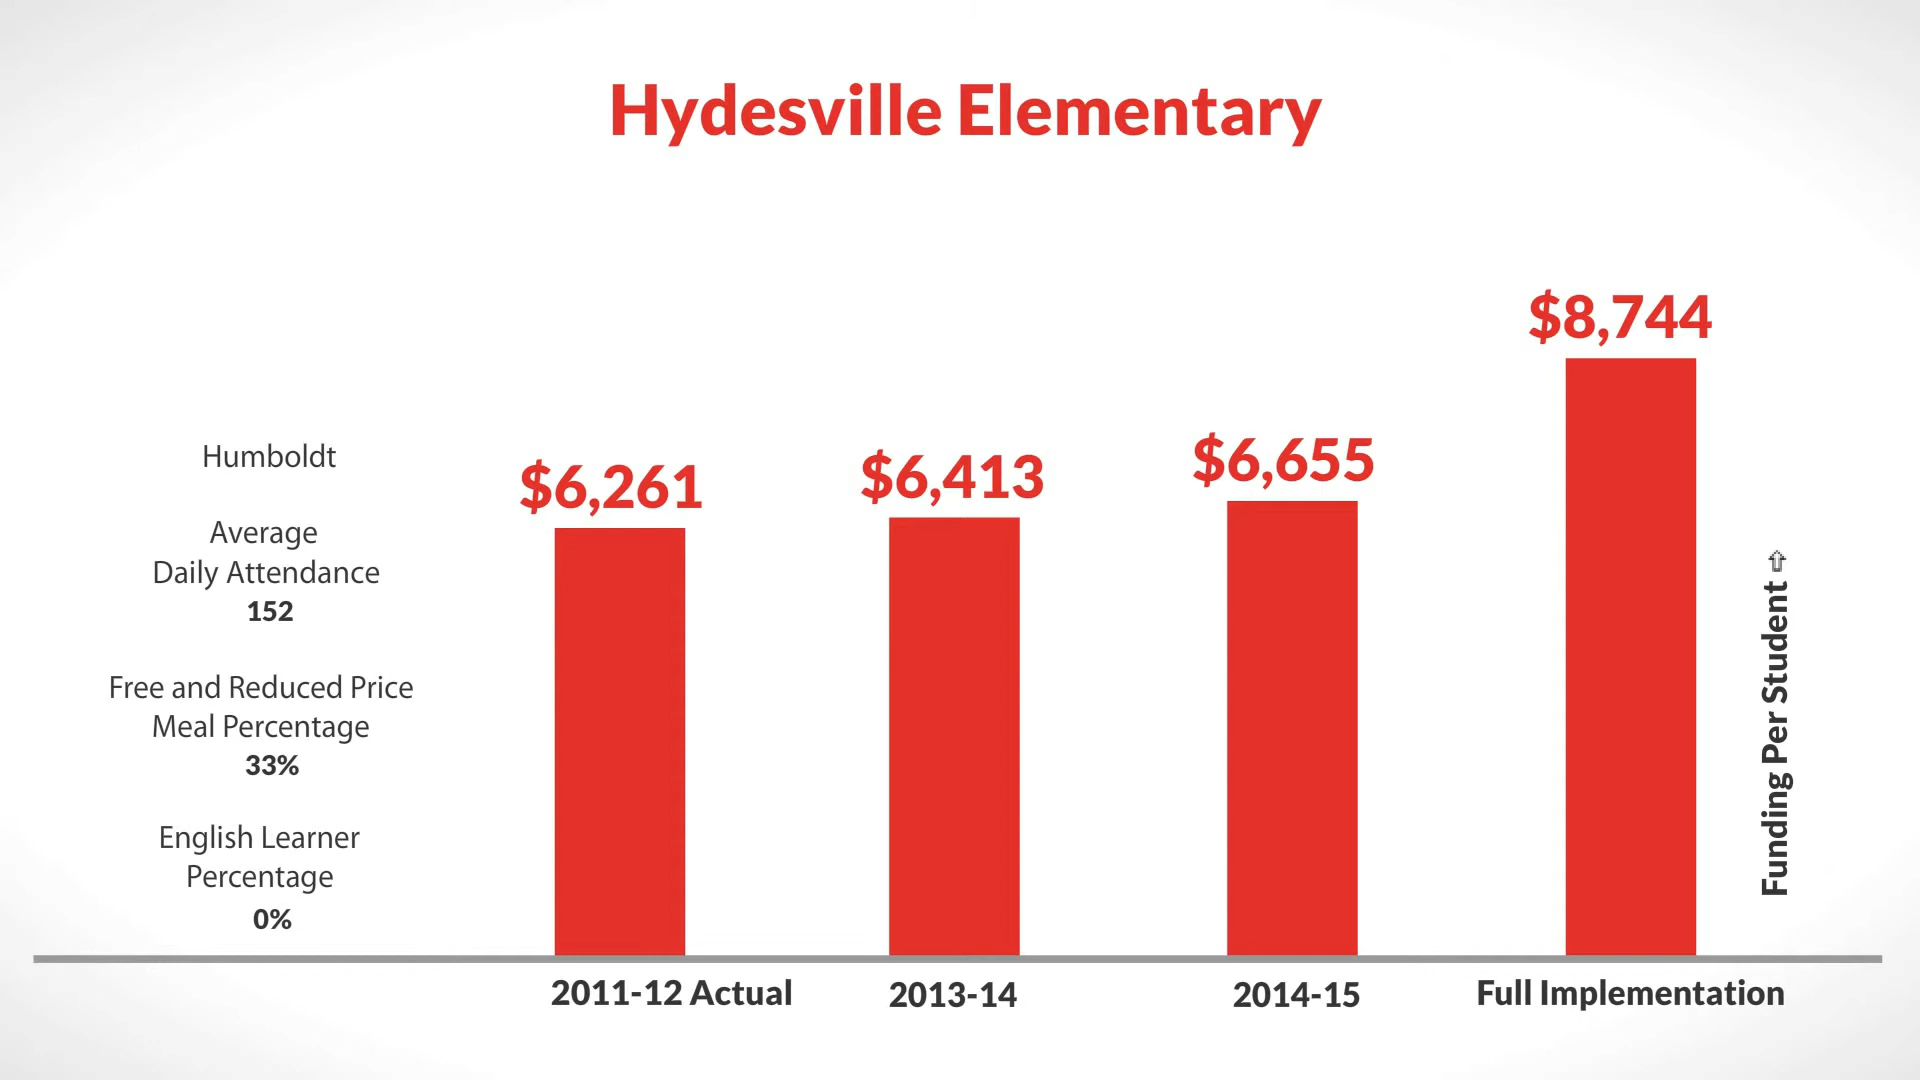 Hydesville Elementary
Humboldt
Average
Daily Attendance
152
Free and Reduced Price
Meal Percentage
33%
English Learner
Percentage
0%
$6,261
$6,413
$6,655
$8,744
2011-12 Actual
2013-14
2014-15
Full Implementation
Funding Per Student ⇧